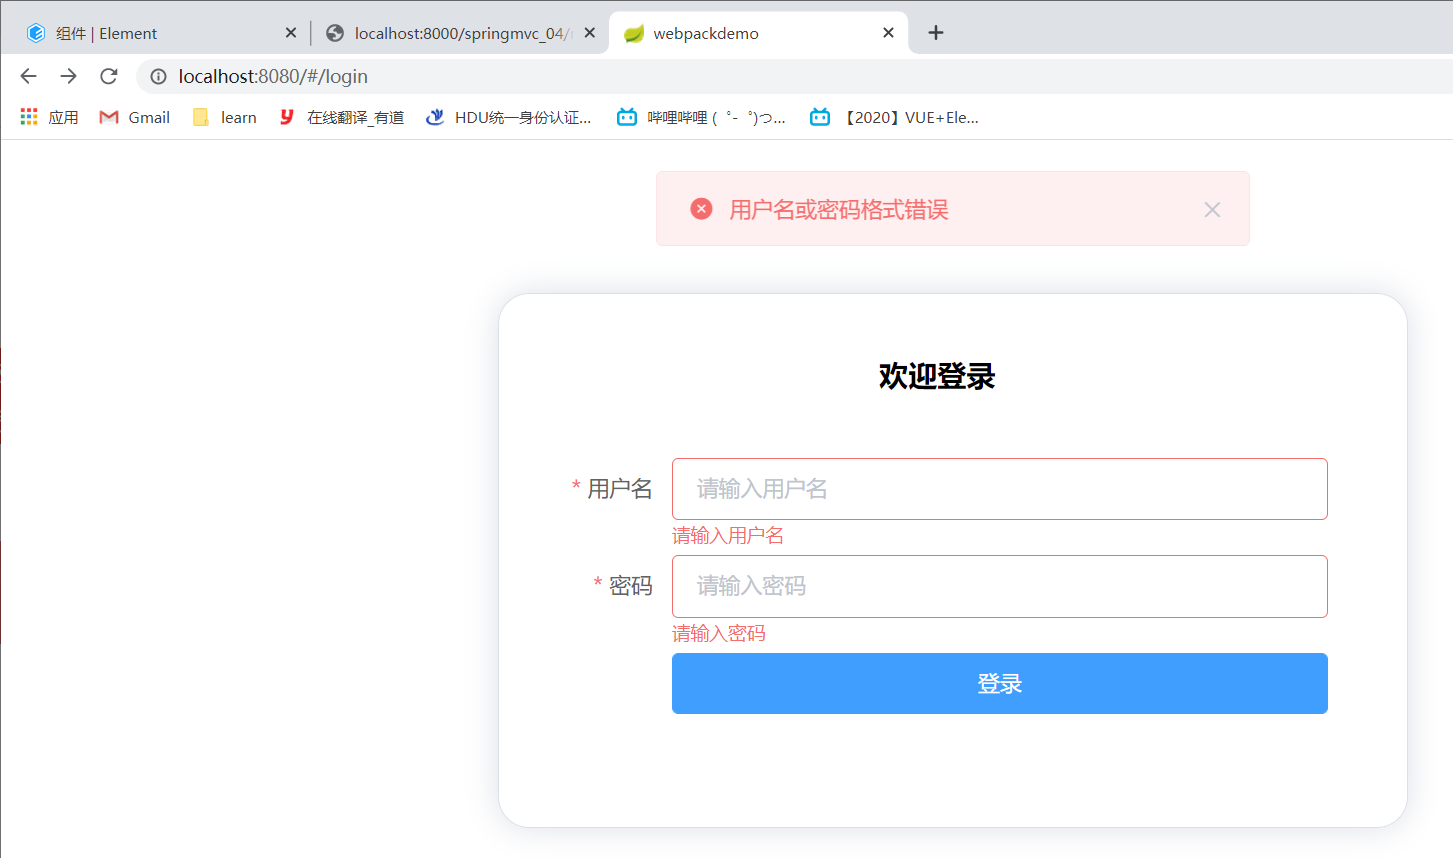 组件 | Element
localhost:8000/springmvc_04/
webpackdemo
localhost:8080/#/login
应用
Gmail
learn
在线翻译_有道
HDU统一身份认证...
哔哩哔哩 ( ゜- ゜)つ...
【2020】VUE+Ele...
用户名或密码格式错误
欢迎登录
* 用户名
请输入用户名
请输入用户名
* 密码
请输入密码
请输入密码
登录